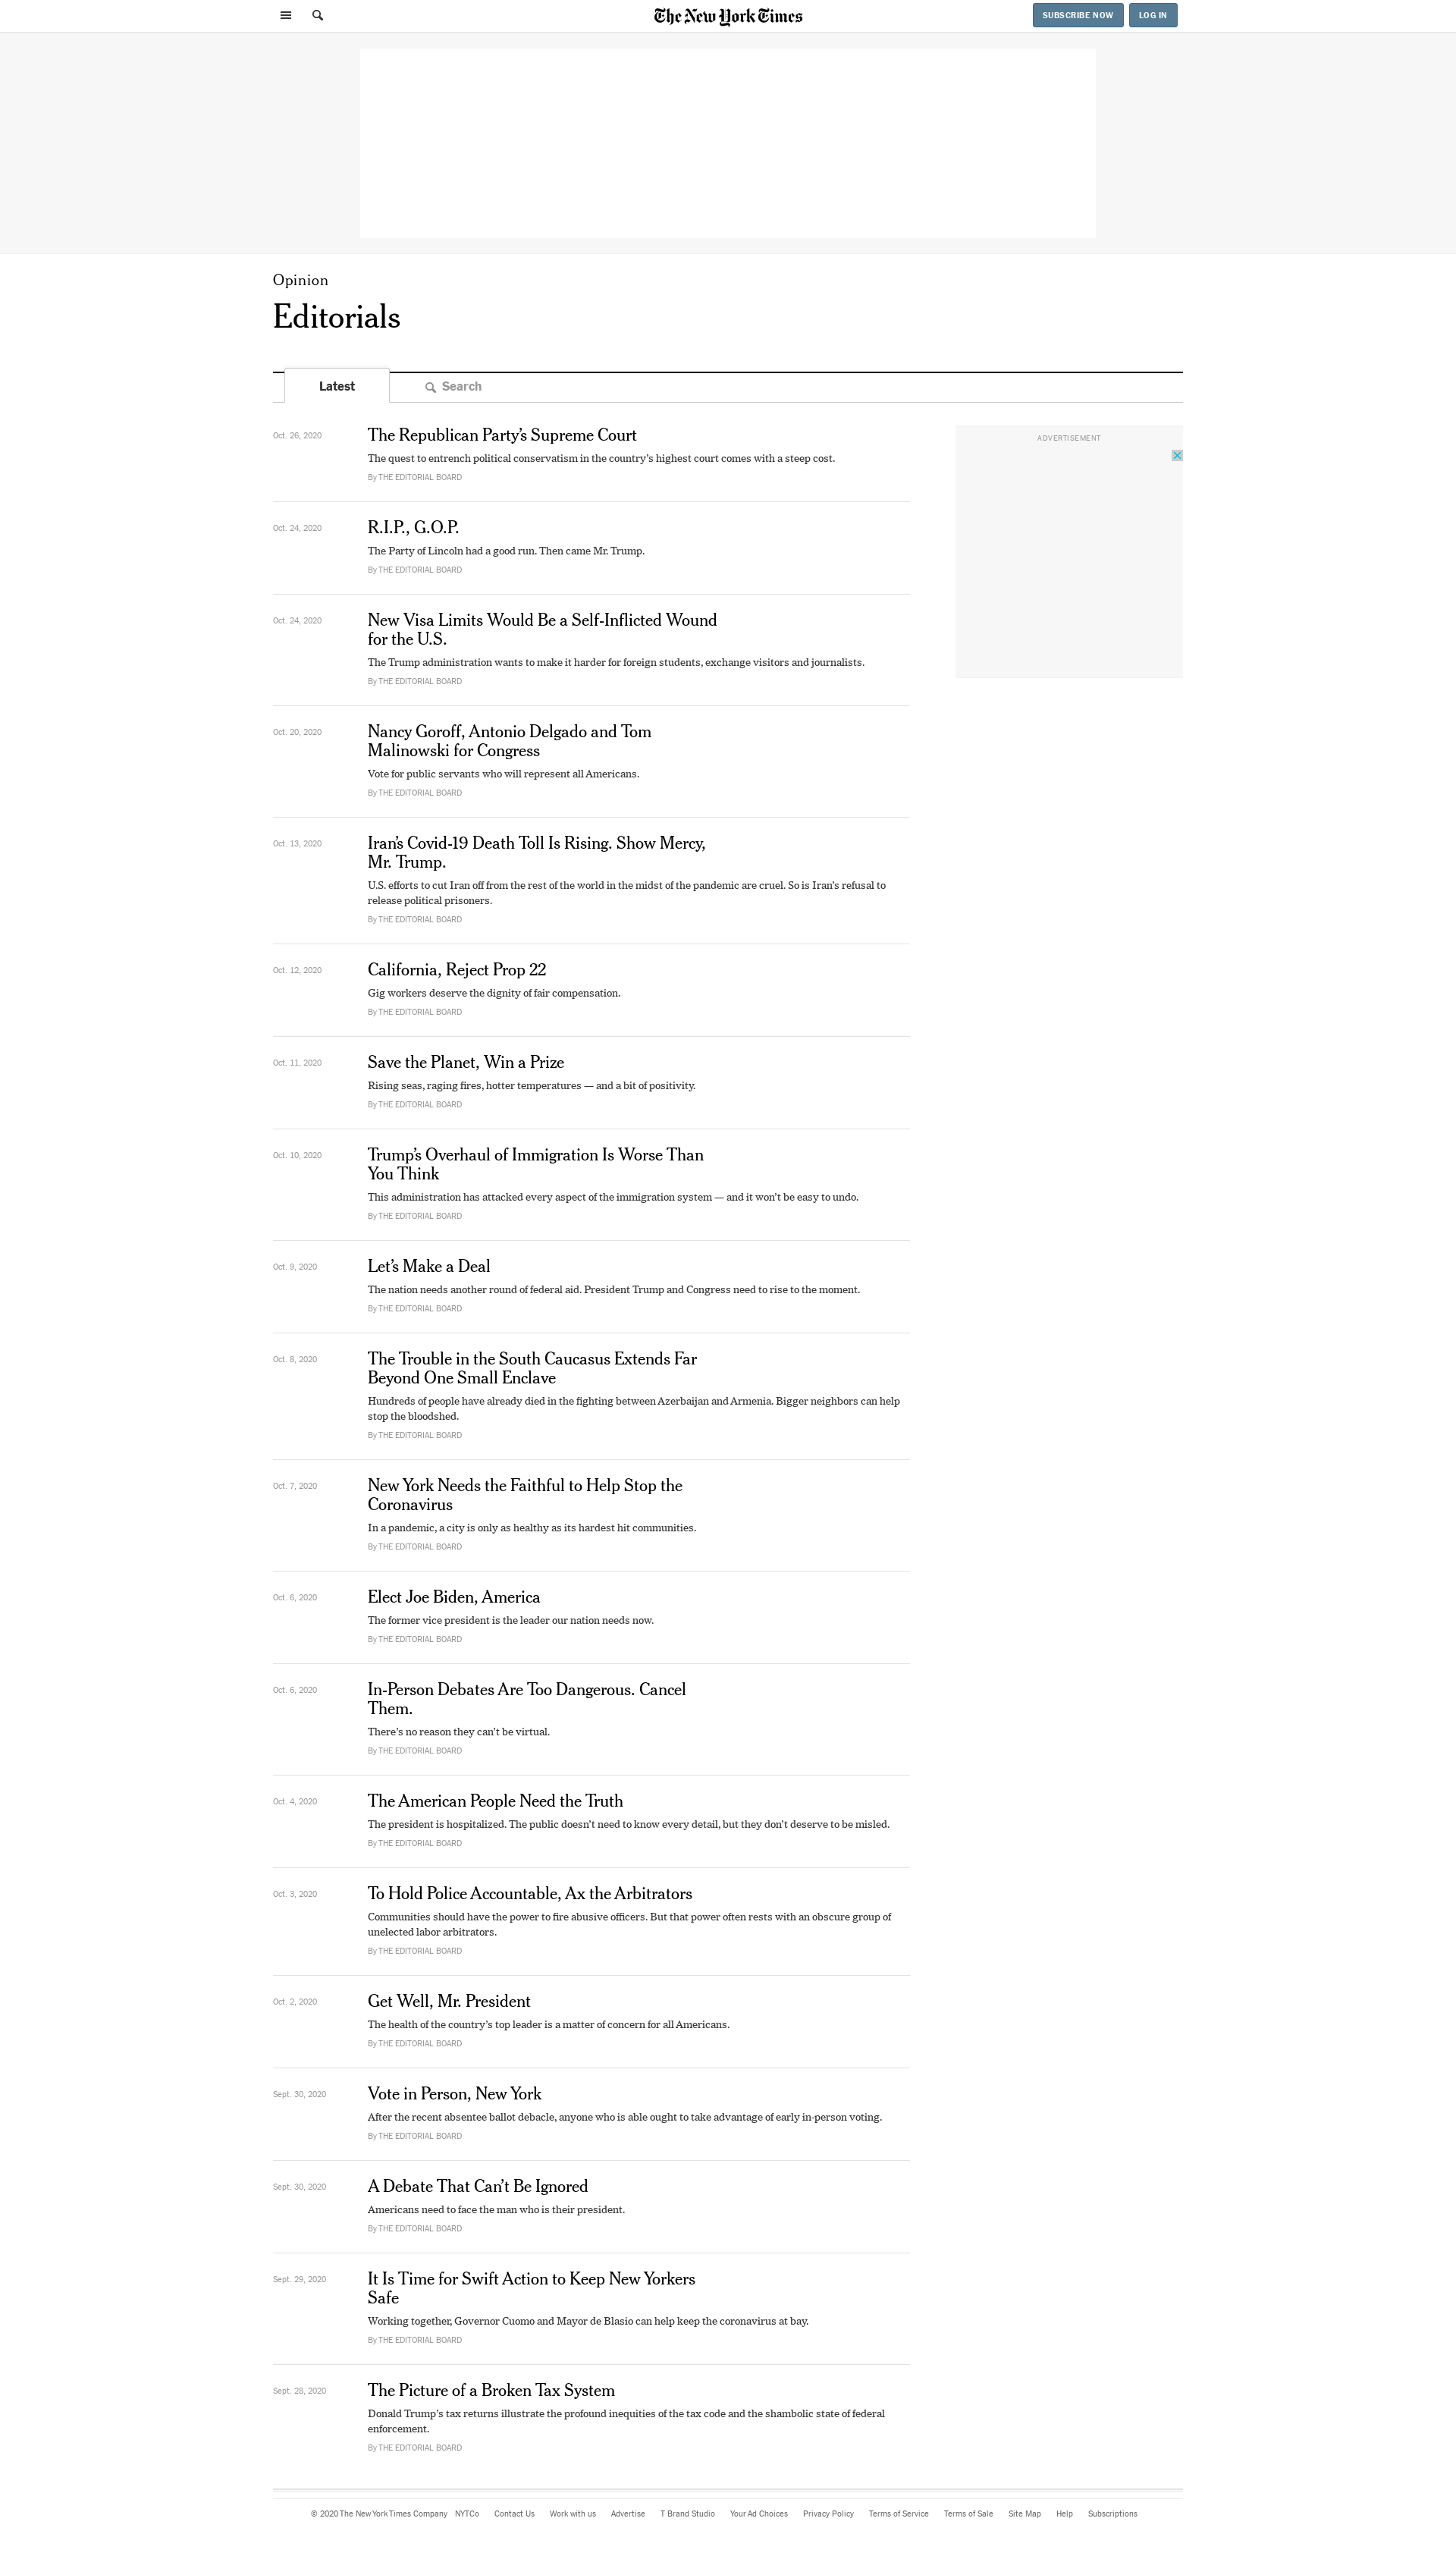 The New York Times
SUBSCRIBE NOW
LOG IN
Opinion
Editorials
Latest
Search
ADVERTISEMENT
Oct. 26, 2020
The Republican Party’s Supreme Court
The quest to entrench political conservatism in the country’s highest court comes with a steep cost.
By THE EDITORIAL BOARD
Oct. 24, 2020
R.I.P., G.O.P.
The Party of Lincoln had a good run. Then came Mr. Trump.
By THE EDITORIAL BOARD
Oct. 24, 2020
New Visa Limits Would Be a Self-Inflicted Wound
for the U.S.
The Trump administration wants to make it harder for foreign students, exchange visitors and journalists.
By THE EDITORIAL BOARD
Oct. 20, 2020
Nancy Goroff, Antonio Delgado and Tom
Malinowski for Congress
Vote for public servants who will represent all Americans.
By THE EDITORIAL BOARD
Oct. 13, 2020
Iran’s Covid-19 Death Toll Is Rising. Show Mercy,
Mr. Trump.
U.S. efforts to cut Iran off from the rest of the world in the midst of the pandemic are cruel. So is Iran’s refusal to
release political prisoners.
By THE EDITORIAL BOARD
Oct. 12, 2020
California, Reject Prop 22
Gig workers deserve the dignity of fair compensation.
By THE EDITORIAL BOARD
Oct. 11, 2020
Save the Planet, Win a Prize
Rising seas, raging fires, hotter temperatures — and a bit of positivity.
By THE EDITORIAL BOARD
Oct. 10, 2020
Trump’s Overhaul of Immigration Is Worse Than
You Think
This administration has attacked every aspect of the immigration system — and it won’t be easy to undo.
By THE EDITORIAL BOARD
Oct. 9, 2020
Let’s Make a Deal
The nation needs another round of federal aid. President Trump and Congress need to rise to the moment.
By THE EDITORIAL BOARD
Oct. 8, 2020
The Trouble in the South Caucasus Extends Far
Beyond One Small Enclave
Hundreds of people have already died in the fighting between Azerbaijan and Armenia. Bigger neighbors can help
stop the bloodshed.
By THE EDITORIAL BOARD
Oct. 7, 2020
New York Needs the Faithful to Help Stop the
Coronavirus
In a pandemic, a city is only as healthy as its hardest hit communities.
By THE EDITORIAL BOARD
Oct. 6, 2020
Elect Joe Biden, America
The former vice president is the leader our nation needs now.
By THE EDITORIAL BOARD
Oct. 6, 2020
In-Person Debates Are Too Dangerous. Cancel
Them.
There’s no reason they can’t be virtual.
By THE EDITORIAL BOARD
Oct. 4, 2020
The American People Need the Truth
The president is hospitalized. The public doesn’t need to know every detail, but they don’t deserve to be misled.
By THE EDITORIAL BOARD
Oct. 3, 2020
To Hold Police Accountable, Ax the Arbitrators
Communities should have the power to fire abusive officers. But that power often rests with an obscure group of
unelected labor arbitrators.
By THE EDITORIAL BOARD
Oct. 2, 2020
Get Well, Mr. President
The health of the country’s top leader is a matter of concern for all Americans.
By THE EDITORIAL BOARD
Sept. 30, 2020
Vote in Person, New York
After the recent absentee ballot debacle, anyone who is able ought to take advantage of early in-person voting.
By THE EDITORIAL BOARD
Sept. 30, 2020
A Debate That Can’t Be Ignored
Americans need to face the man who is their president.
By THE EDITORIAL BOARD
Sept. 29, 2020
It Is Time for Swift Action to Keep New Yorkers
Safe
Working together, Governor Cuomo and Mayor de Blasio can help keep the coronavirus at bay.
By THE EDITORIAL BOARD
Sept. 28, 2020
The Picture of a Broken Tax System
Donald Trump’s tax returns illustrate the profound inequities of the tax code and the shambolic state of federal
enforcement.
By THE EDITORIAL BOARD
© 2020 The New York Times Company NYTCo Contact Us Work with us Advertise T Brand Studio Your Ad Choices Privacy Policy Terms of Service Terms of Sale Site Map Help Subscriptions